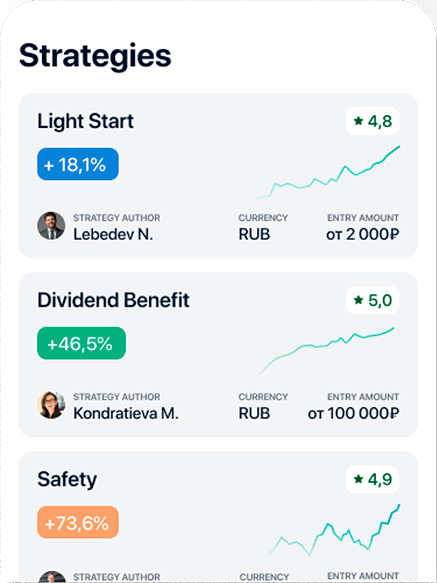 Strategies
Light Start
★ 4,8
+ 18,1%
STRATEGY AUTHOR
Lebedev N.
CURRENCY
RUB
ENTRY AMOUNT
от 2 000₽
Dividend Benefit
★ 5,0
+46,5%
STRATEGY AUTHOR
Kondratieva M.
CURRENCY
RUB
ENTRY AMOUNT
от 100 000₽
Safety
★ 4,9
+73,6%
STRATEGY AUTHOR
CURRENCY
ENTRY AMOUNT